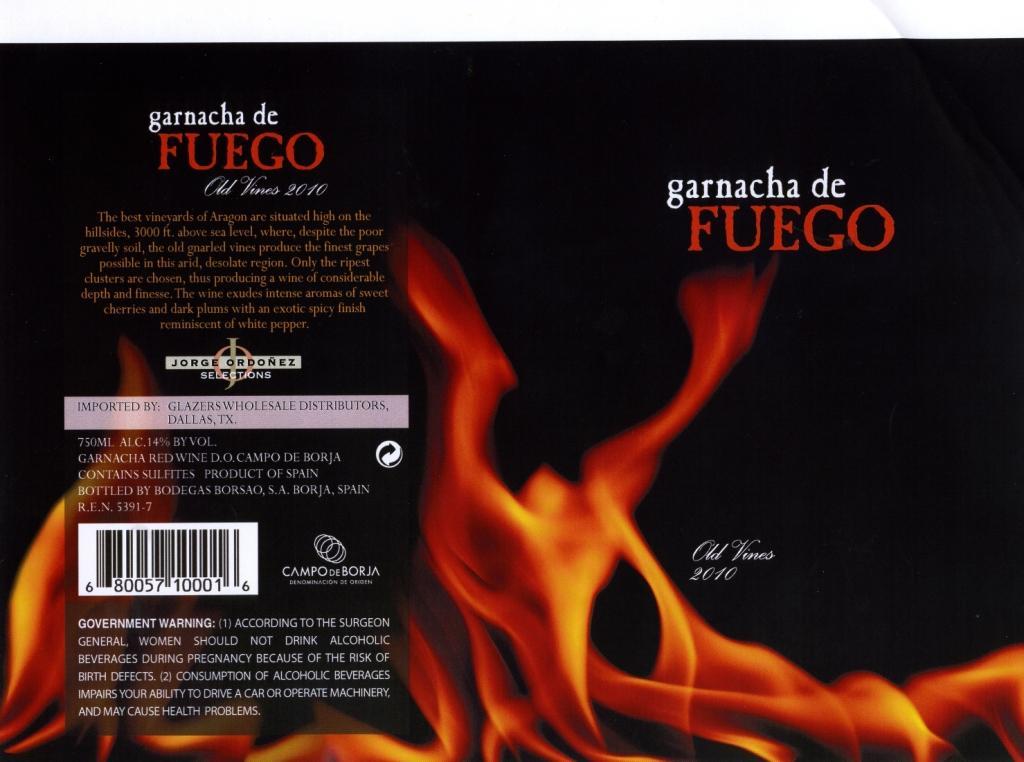 garnacha de
FUEGO
Old Vines 2010
The best vineyards of Aragon are situated high on the
hillsides, 3000 ft. above sea level, where, despite the poor
gravelly soil, the old gnarled vines produce the finest grapes
possible in this arid, desolate region. Only the ripest
clusters are chosen, thus producing a wine of considerable
depth and finesse. The wine exudes intense aromas of sweet
cherries and dark plums with an exotic spicy finish
reminiscent of white pepper.
JORGE ORDOÑEZ
SELECTIONS
IMPORTED BY: GLAZERS WHOLESALE DISTRIBUTORS,
DALLAS, TX.
750ML ALC.14% BY VOL.
GARNACHA RED WINE D.O. CAMPO DE BORJA
CONTAINS SULFITES PRODUCT OF SPAIN
BOTTLED BY BODEGAS BORSAO, S.A. BORJA, SPAIN
R.E.N. 5391-7
6 80057 10001 6
CAMPO DE BORJA
DENOMINACIÓN DE ORIGEN
GOVERNMENT WARNING: (1) ACCORDING TO THE SURGEON
GENERAL, WOMEN SHOULD NOT DRINK ALCOHOLIC
BEVERAGES DURING PREGNANCY BECAUSE OF THE RISK OF
BIRTH DEFECTS. (2) CONSUMPTION OF ALCOHOLIC BEVERAGES
IMPAIRS YOUR ABILITY TO DRIVE A CAR OR OPERATE MACHINERY,
AND MAY CAUSE HEALTH PROBLEMS.
garnacha de
FUEGO
Old Vines
2010